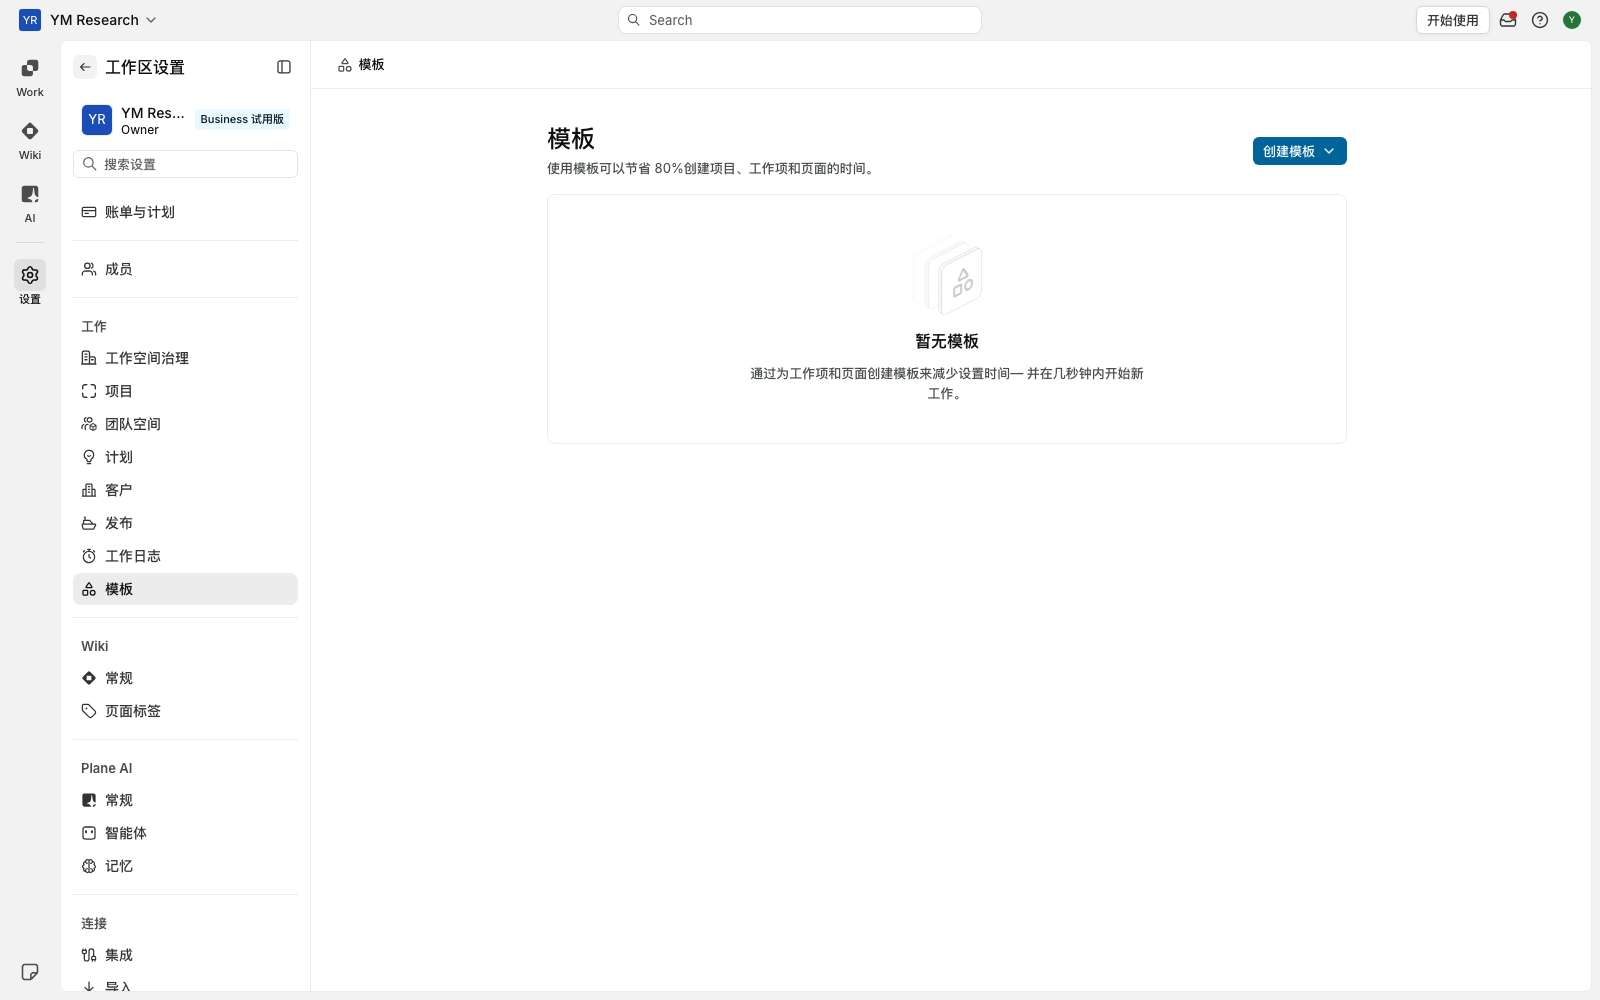 YR YM Research
Search
开始使用
Y
Work
Wiki
AI
设置
工作区设置
YR
YM Res...
Owner
Business 试用版
搜索设置
账单与计划
成员
工作
工作空间治理
项目
团队空间
计划
客户
发布
工作日志
模板
Wiki
常规
页面标签
Plane AI
常规
智能体
记忆
连接
集成
导入
模板
模板
使用模板可以节省 80%创建项目、工作项和页面的时间。
创建模板
暂无模板
通过为工作项和页面创建模板来减少设置时间— 并在几秒钟内开始新
工作。